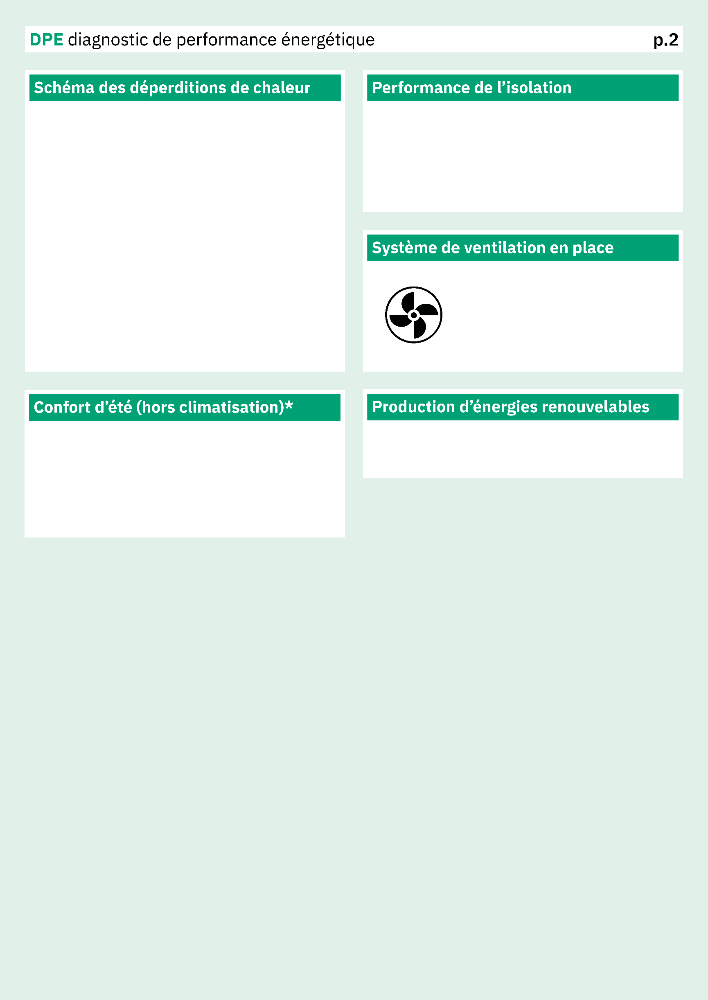 DPE diagnostic de performance énergétique p.2
Schéma des déperditions de chaleur
Performance de l’isolation
Système de ventilation en place
Confort d’été (hors climatisation)*
Production d’énergies renouvelables